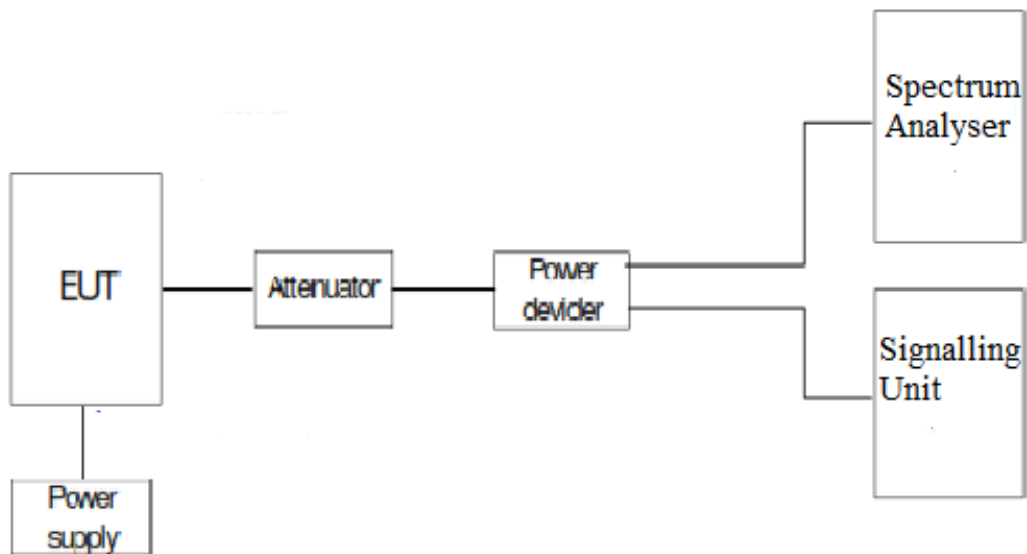 Spectrum
Analyser
EUT
Attenuator
Power
devider
Signalling
Unit
Power
supply